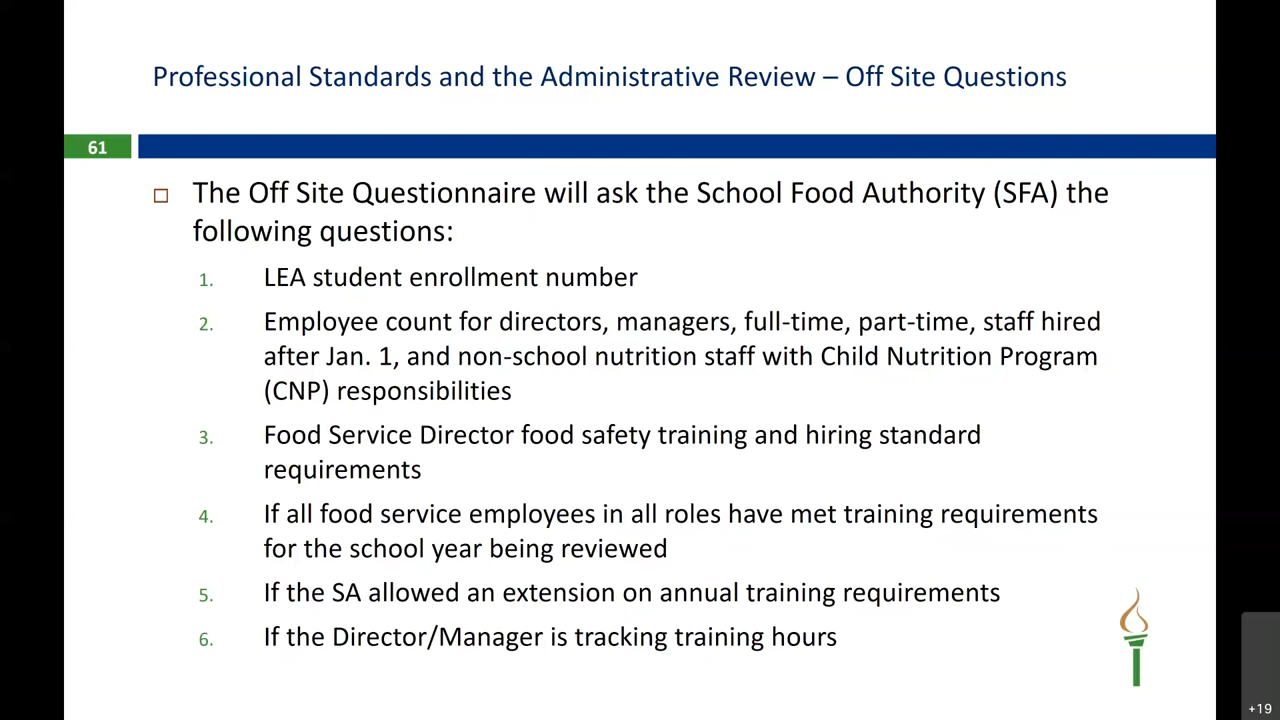 Professional Standards and the Administrative Review – Off Site Questions
61
The Off Site Questionnaire will ask the School Food Authority (SFA) the
following questions:
1. LEA student enrollment number
2. Employee count for directors, managers, full-time, part-time, staff hired
after Jan. 1, and non-school nutrition staff with Child Nutrition Program
(CNP) responsibilities
3. Food Service Director food safety training and hiring standard
requirements
4. If all food service employees in all roles have met training requirements
for the school year being reviewed
5. If the SA allowed an extension on annual training requirements
6. If the Director/Manager is tracking training hours
+19